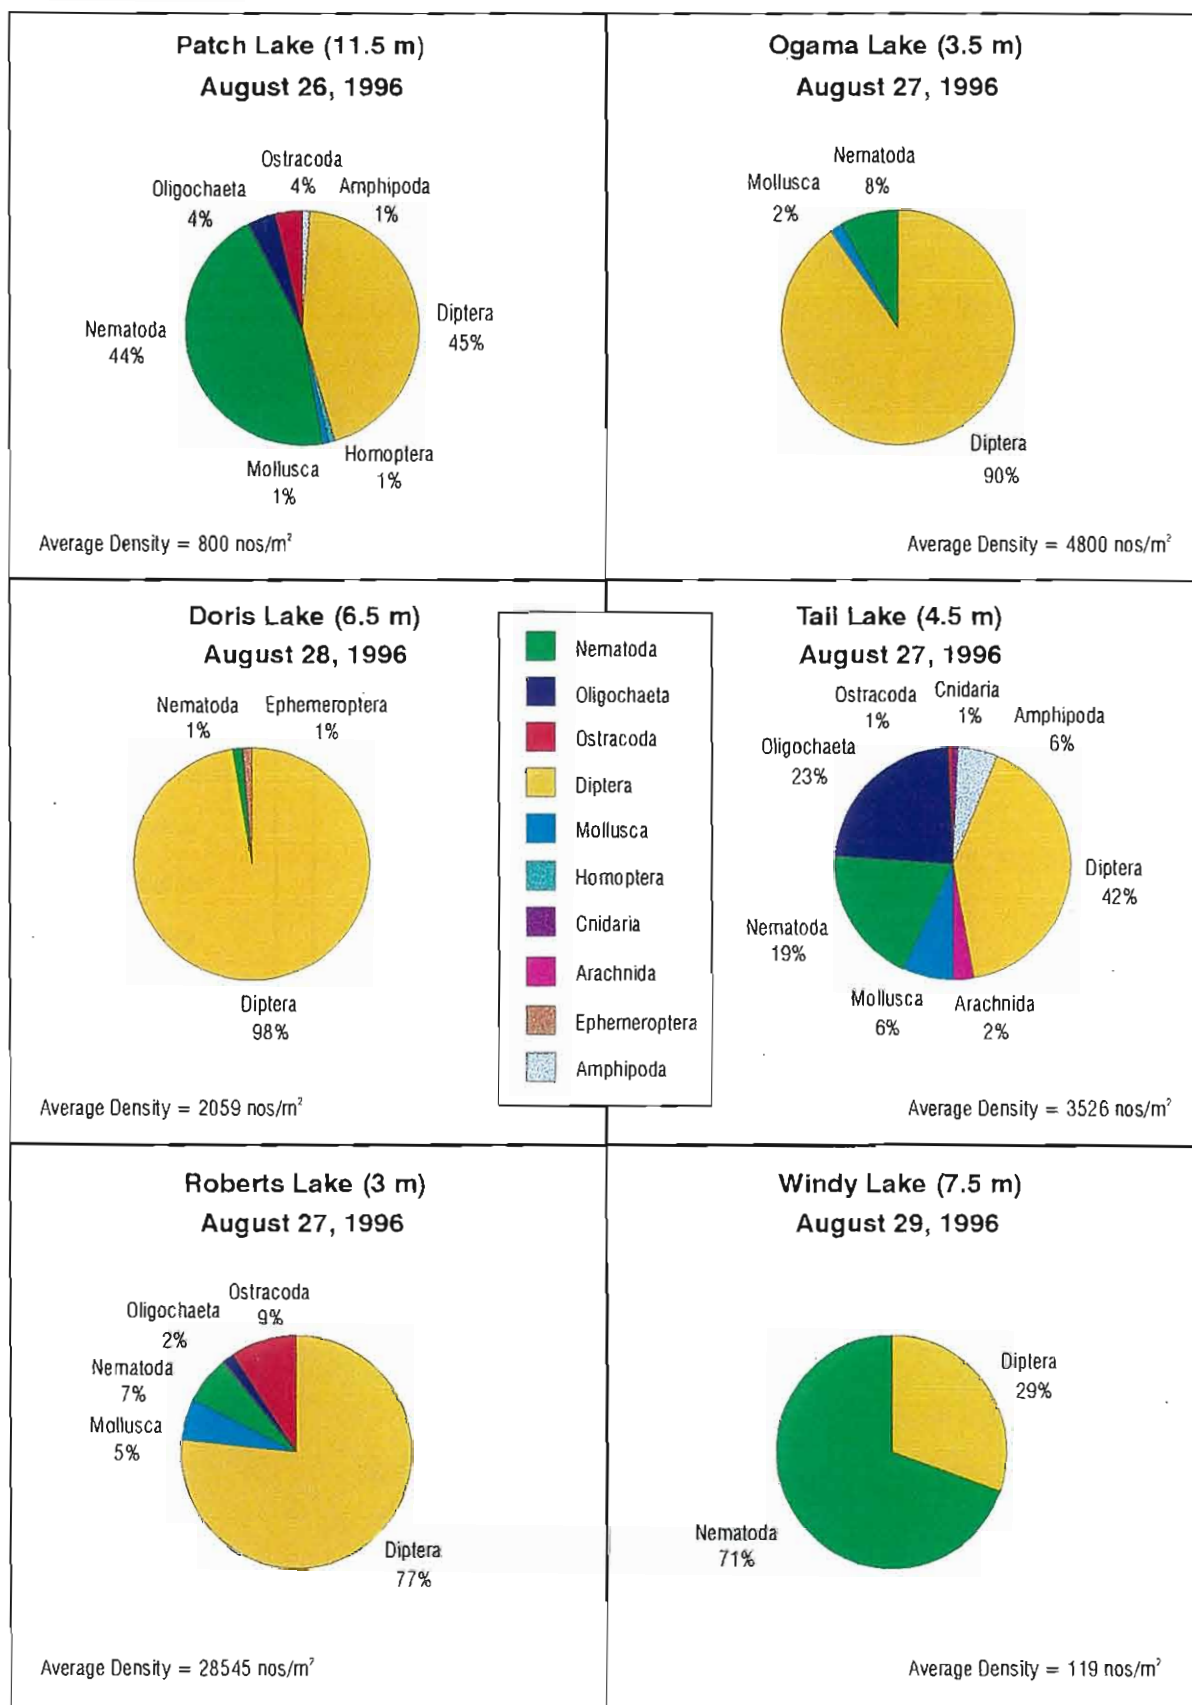 Patch Lake (11.5 m)
August 26, 1996
Ostracoda
4%
Oligochaeta
4%
Amphipoda
1%
Nematoda
44%
Diptera
45%
Mollusca
1%
Homoptera
1%
Average Density = 800 nos/m²
Ogama Lake (3.5 m)
August 27, 1996
Nematoda
8%
Mollusca
2%
Diptera
90%
Average Density = 4800 nos/m²
Doris Lake (6.5 m)
August 28, 1996
Nematoda
1%
Ephemeroptera
1%
Diptera
98%
Average Density = 2059 nos/m²
Nematoda
Oligochaeta
Ostracoda
Diptera
Mollusca
Homoptera
Cnidaria
Arachnida
Ephemeroptera
Amphipoda
Tail Lake (4.5 m)
August 27, 1996
Ostracoda
1%
Cnidaria
1%
Amphipoda
6%
Oligochaeta
23%
Diptera
42%
Nematoda
19%
Mollusca
6%
Arachnida
2%
Average Density = 3526 nos/m²
Roberts Lake (3 m)
August 27, 1996
Ostracoda
9%
Oligochaeta
2%
Nematoda
7%
Mollusca
5%
Diptera
77%
Average Density = 28545 nos/m²
Windy Lake (7.5 m)
August 29, 1996
Diptera
29%
Nematoda
71%
Average Density = 119 nos/m²